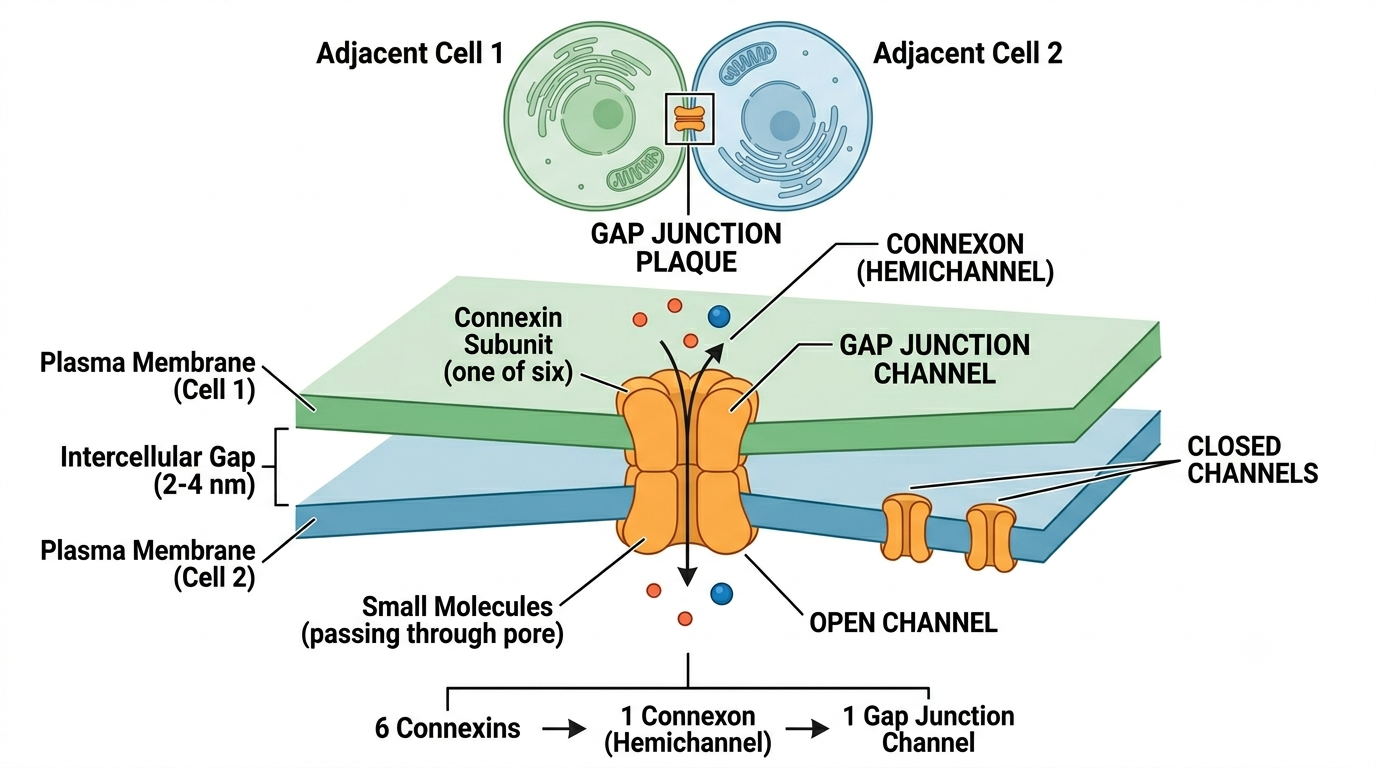 Adjacent Cell 1
Adjacent Cell 2
GAP JUNCTION
PLAQUE
CONNEXON
(HEMICHANNEL)
Connexin
Subunit
(one of six)
GAP JUNCTION
CHANNEL
Plasma Membrane
(Cell 1)
Intercellular Gap
(2-4 nm)
CLOSED
CHANNELS
Plasma Membrane
(Cell 2)
Small Molecules
(passing through pore)
OPEN CHANNEL
6 Connexins
1 Connexon
(Hemichannel)
1 Gap Junction
Channel